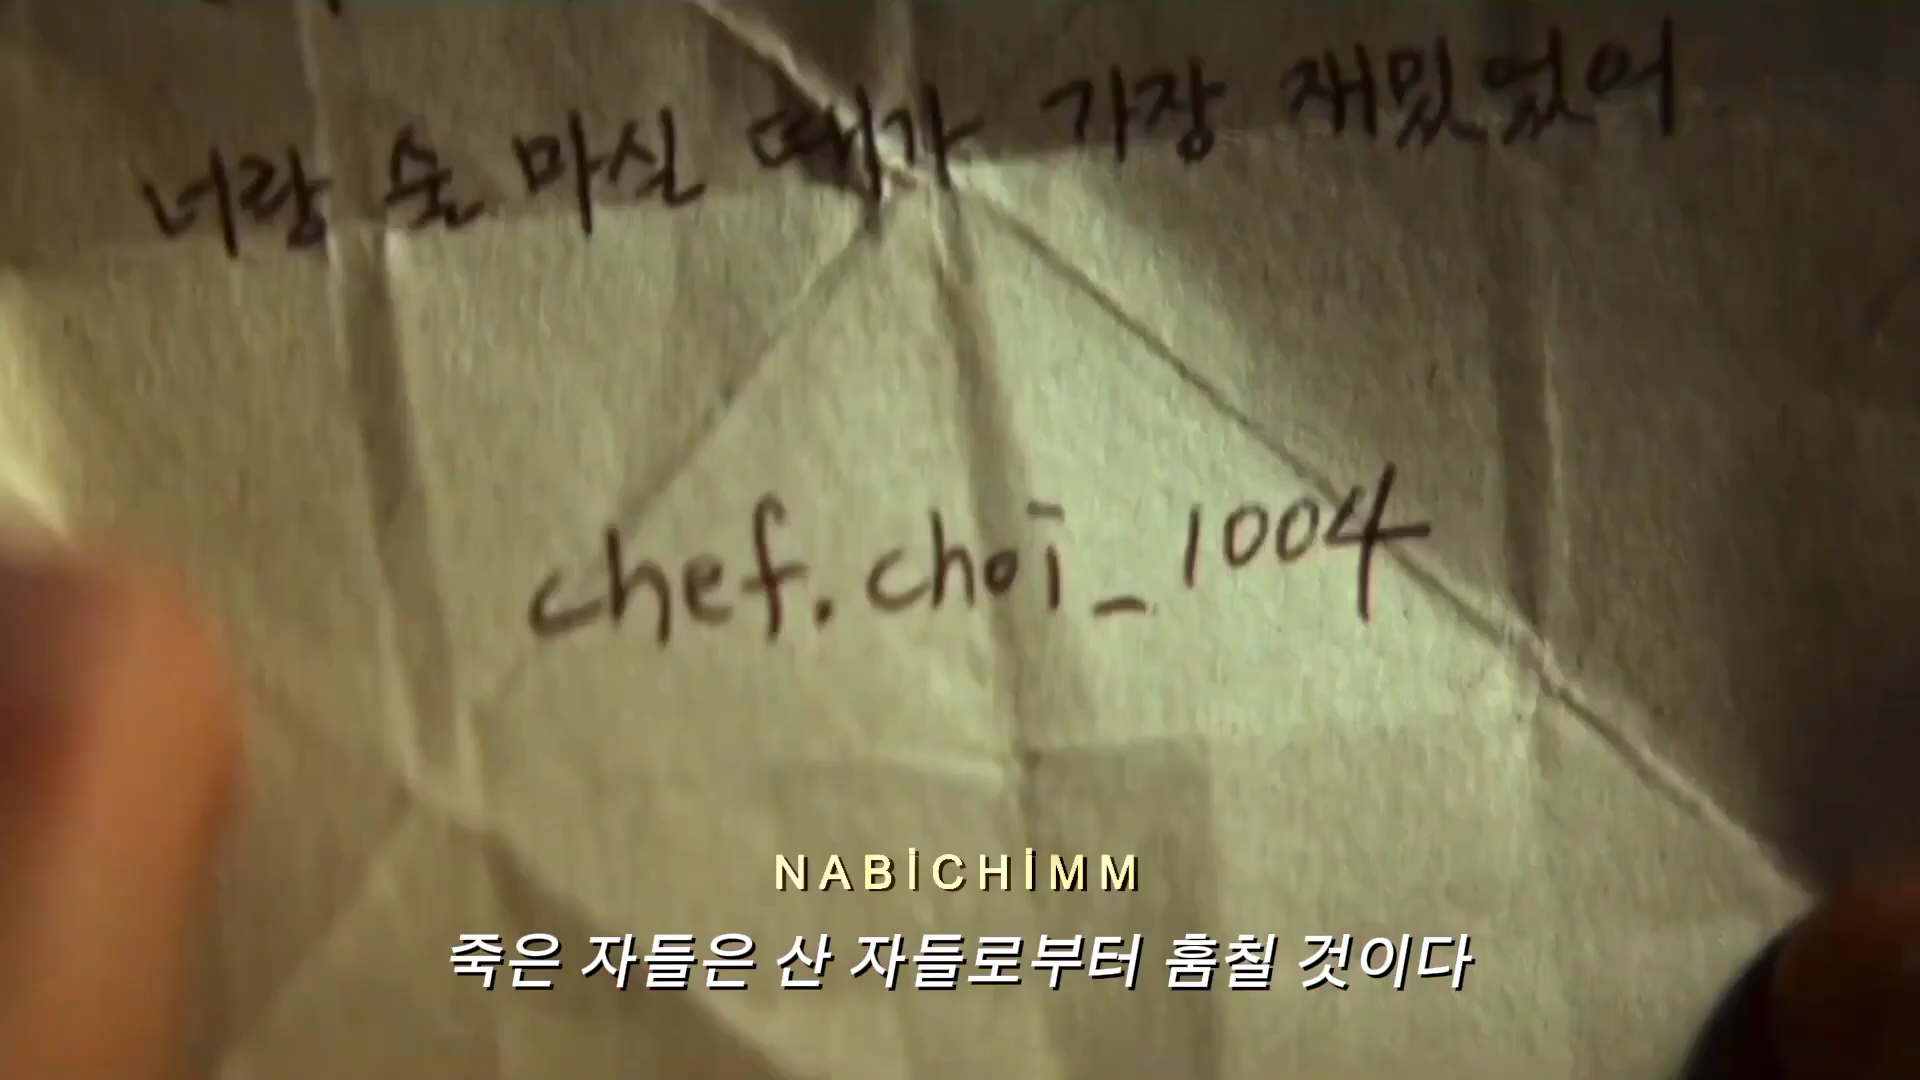 너랑 술 마실 때가 가장 재밌었어
chef.choi_1004
NABİCHİMM
죽은 자들은 산 자들로부터 훔칠 것이다